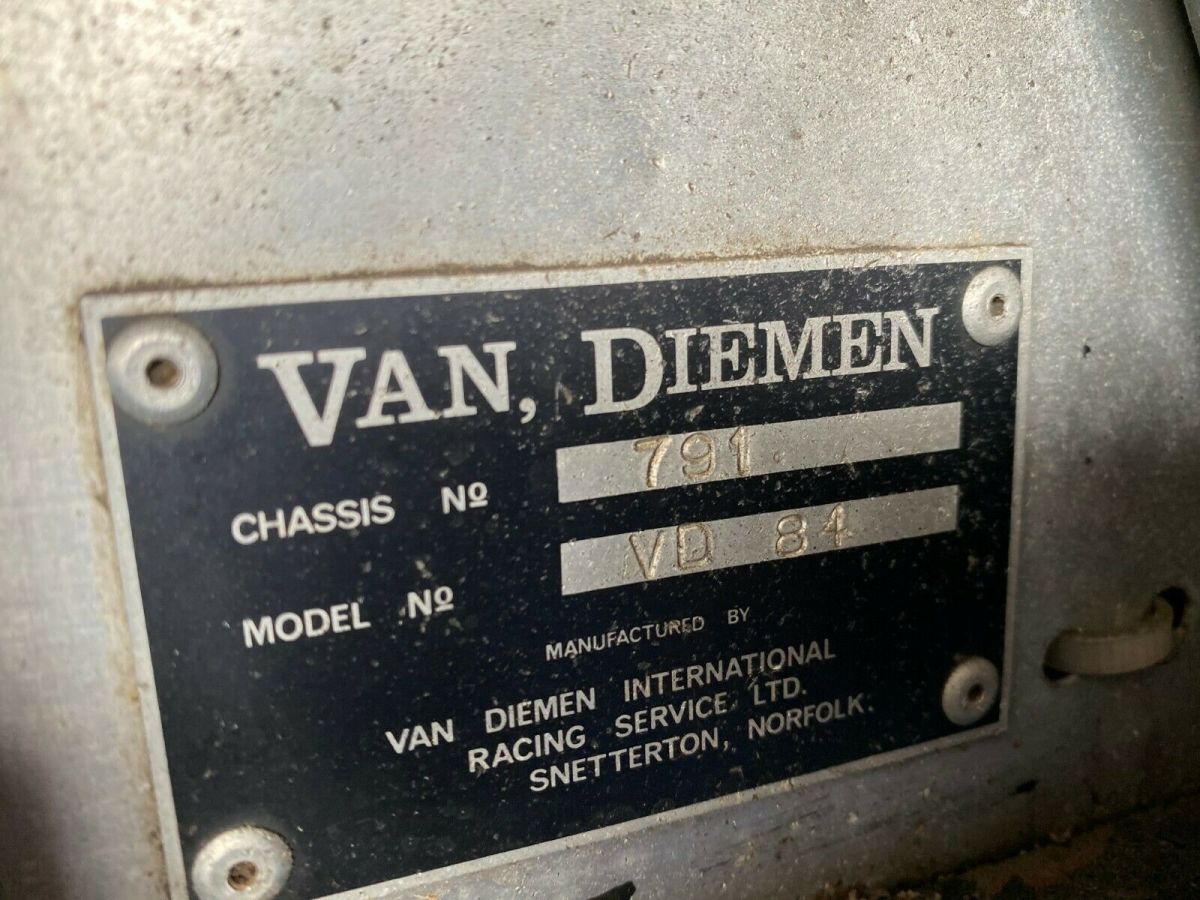 VAN, DIEMEN
CHASSIS Nº 791
MODEL Nº VD 84
MANUFACTURED BY
VAN DIEMEN INTERNATIONAL
RACING SERVICE LTD.
SNETTERTON, NORFOLK.